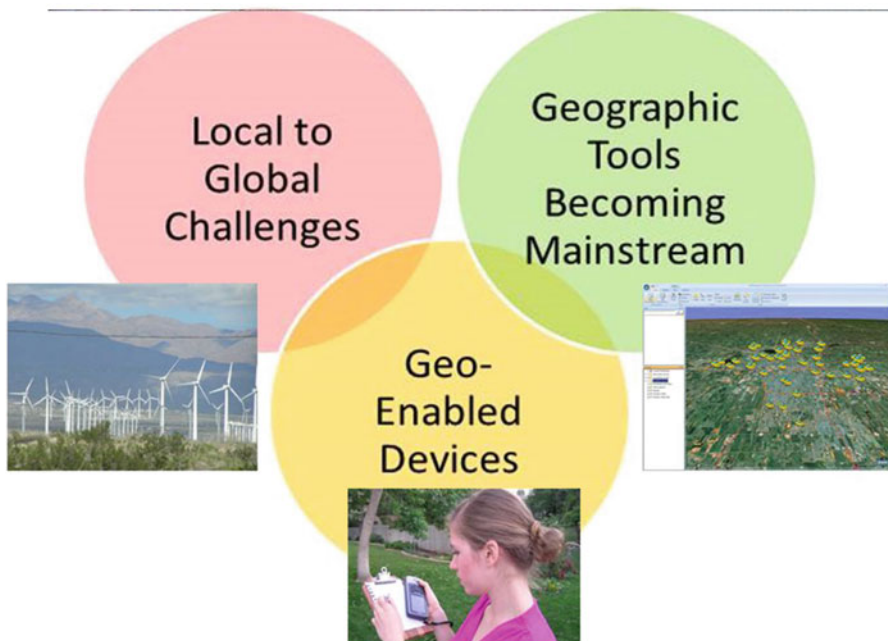 Local to
Global
Challenges
Geographic
Tools
Becoming
Mainstream
Geo-
Enabled
Devices